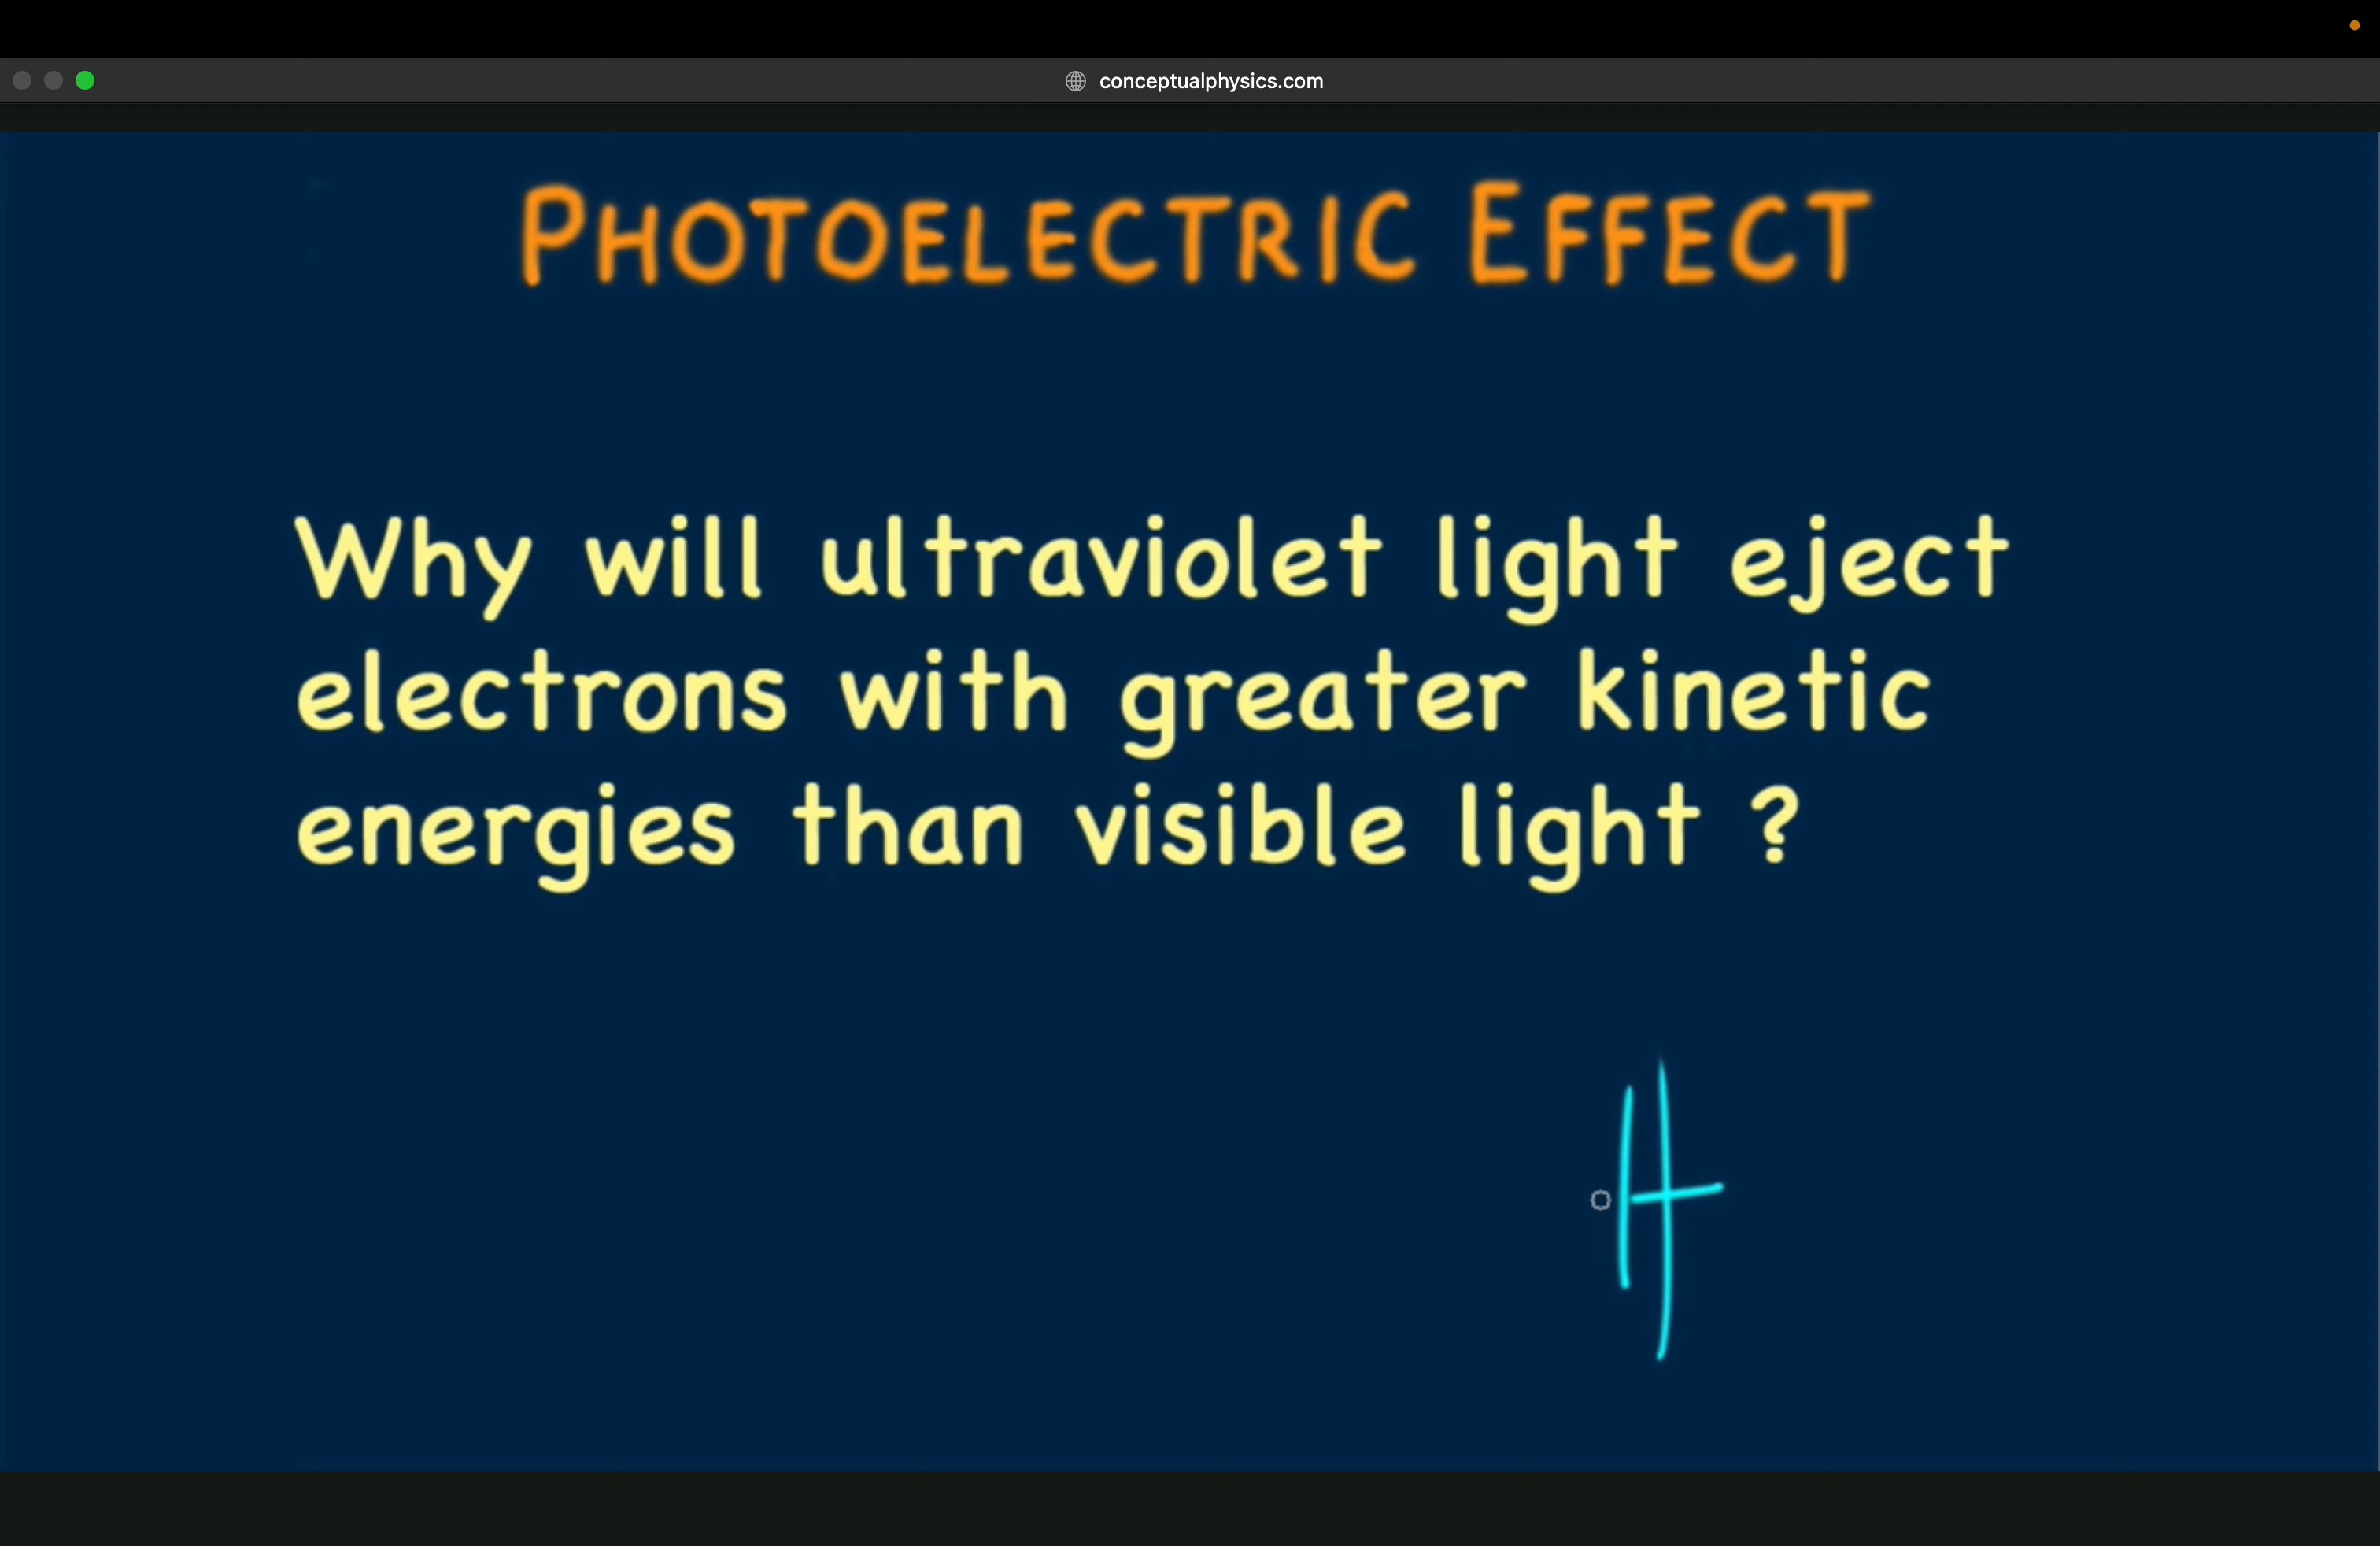 conceptualphysics.com
PHOTOELECTRIC EFFECT
Why will ultraviolet light eject
electrons with greater kinetic
energies than visible light ?